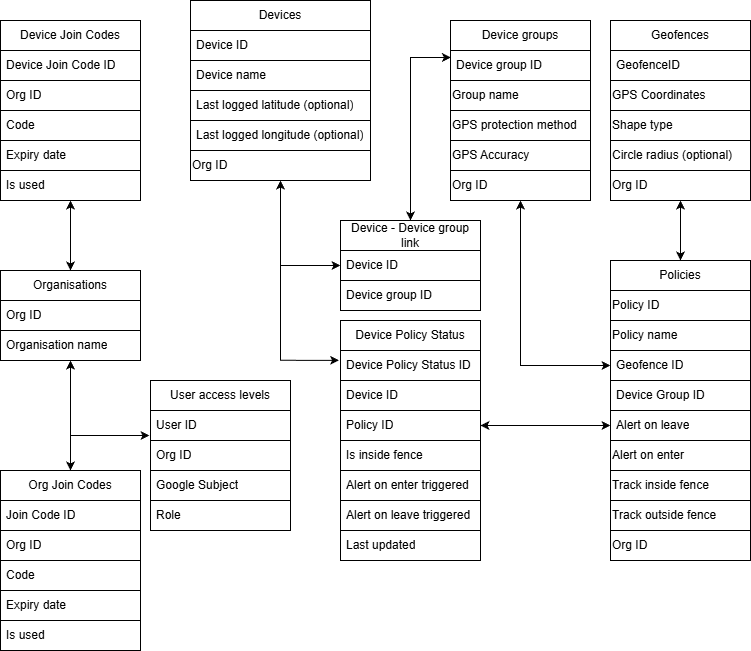 Device Join Codes
Device Join Code ID
Org ID
Code
Expiry date
Is used
Devices
Device ID
Device name
Last logged latitude (optional)
Last logged longitude (optional)
Org ID
Device groups
Device group ID
Group name
GPS protection method
GPS Accuracy
Org ID
Geofences
GeofenceID
GPS Coordinates
Shape type
Circle radius (optional)
Org ID
Organisations
Org ID
Organisation name
Device - Device group
link
Device ID
Device group ID
Policies
Policy ID
Policy name
Geofence ID
Device Group ID
Alert on leave
Alert on enter
Track inside fence
Track outside fence
Org ID
Device Policy Status
Device Policy Status ID
Device ID
Policy ID
Is inside fence
Alert on enter triggered
Alert on leave triggered
Last updated
User access levels
User ID
Org ID
Google Subject
Role
Org Join Codes
Join Code ID
Org ID
Code
Expiry date
Is used